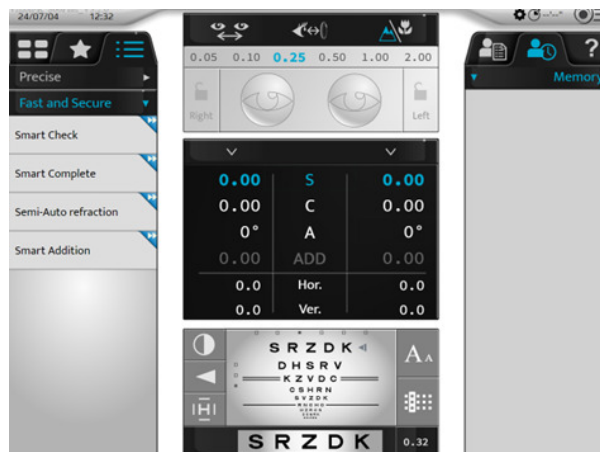 24/07/04 12:32
Precise
Fast and Secure
Smart Check
Smart Complete
Semi-Auto refraction
Smart Addition
0.05 0.10 0.25 0.50 1.00 2.00
Right Left
0.00 S 0.00
0.00 C 0.00
0° A 0°
0.00 ADD 0.00
0.0 Hor. 0.0
0.0 Ver. 0.0
S R Z D K
D H S R V
K Z V D C
C S H R N
S V Z D K
A A
H
S R Z D K 0.32
?
Memory